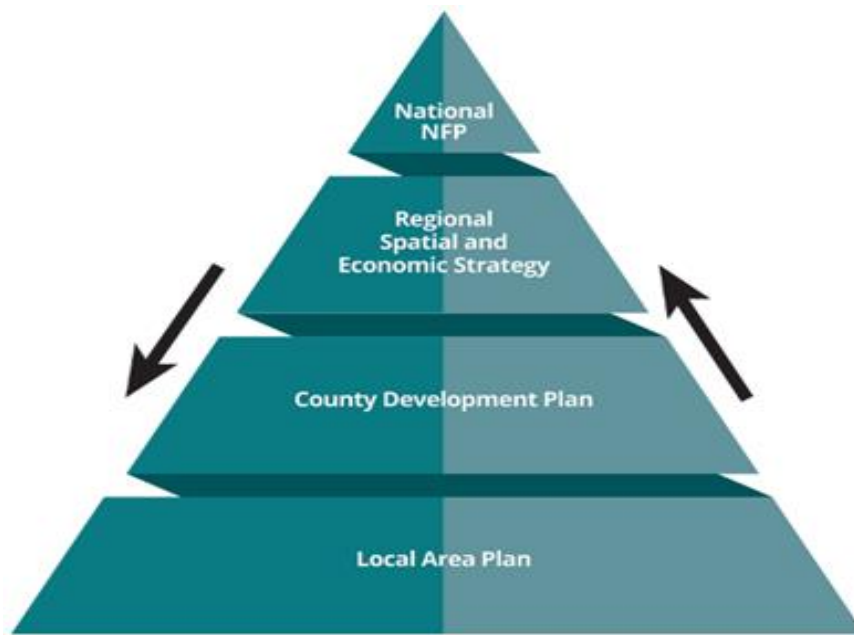 National
NFP
Regional
Spatial and
Economic Strategy
County Development Plan
Local Area Plan